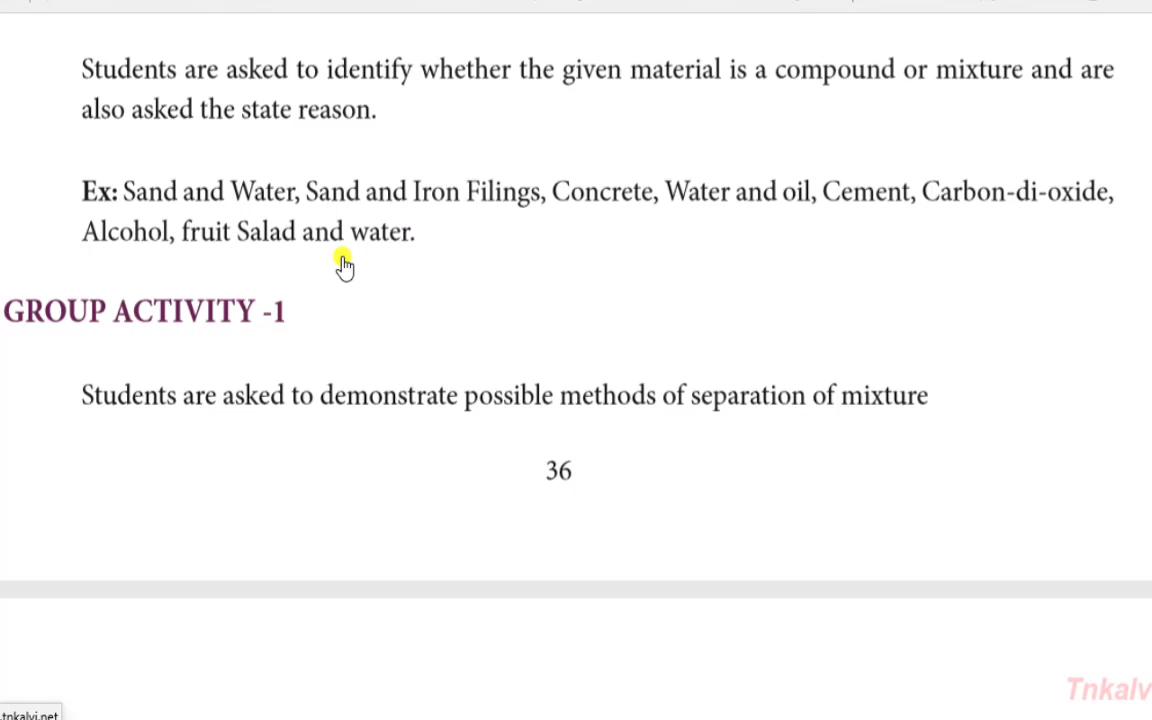 Students are asked to identify whether the given material is a compound or mixture and are
also asked the state reason.
Ex: Sand and Water, Sand and Iron Filings, Concrete, Water and oil, Cement, Carbon-di-oxide,
Alcohol, fruit Salad and water.
GROUP ACTIVITY -1
Students are asked to demonstrate possible methods of separation of mixture
36
Tnkalv
.tnkalvi.net